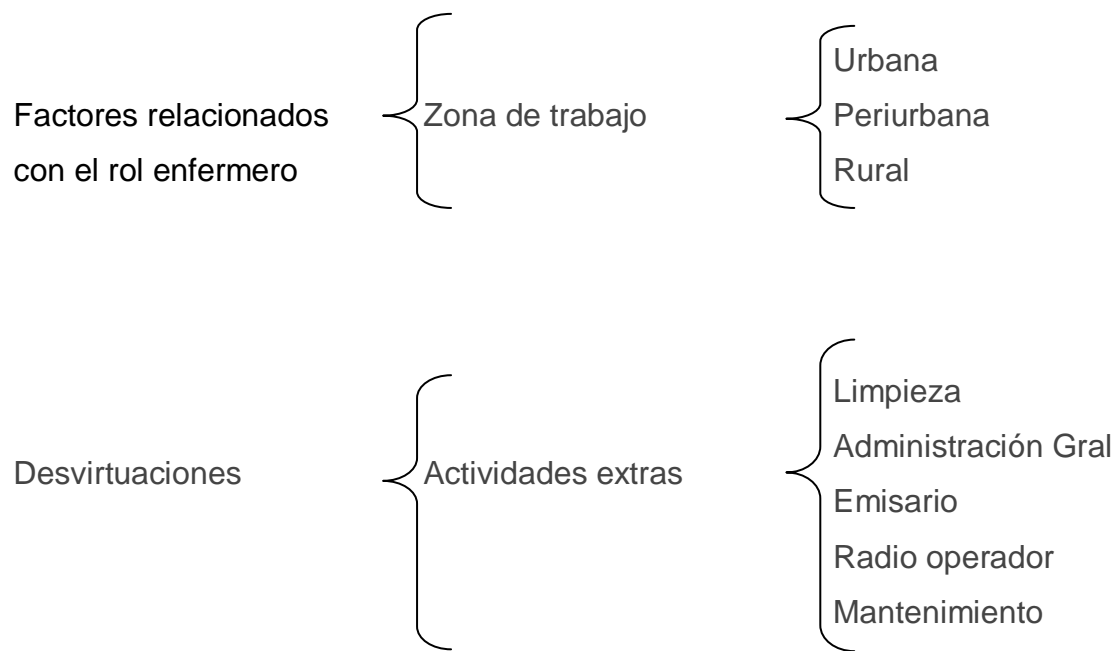 Factores relacionados
con el rol enfermero
Zona de trabajo
Urbana
Periurbana
Rural
Desvirtuaciones
Actividades extras
Limpieza
Administración Gral
Emisario
Radio operador
Mantenimiento